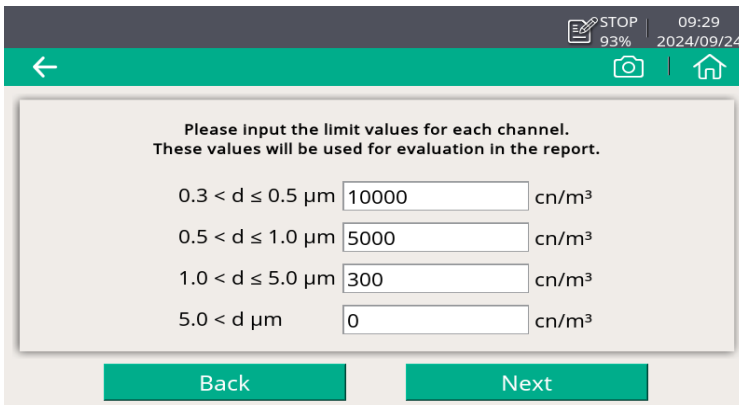 STOP 09:29
93% 2024/09/24
Please input the limit values for each channel.
These values will be used for evaluation in the report.
0.3 < d ≤ 0.5 µm 10000 cn/m³
0.5 < d ≤ 1.0 µm 5000 cn/m³
1.0 < d ≤ 5.0 µm 300 cn/m³
5.0 < d µm 0 cn/m³
Back Next